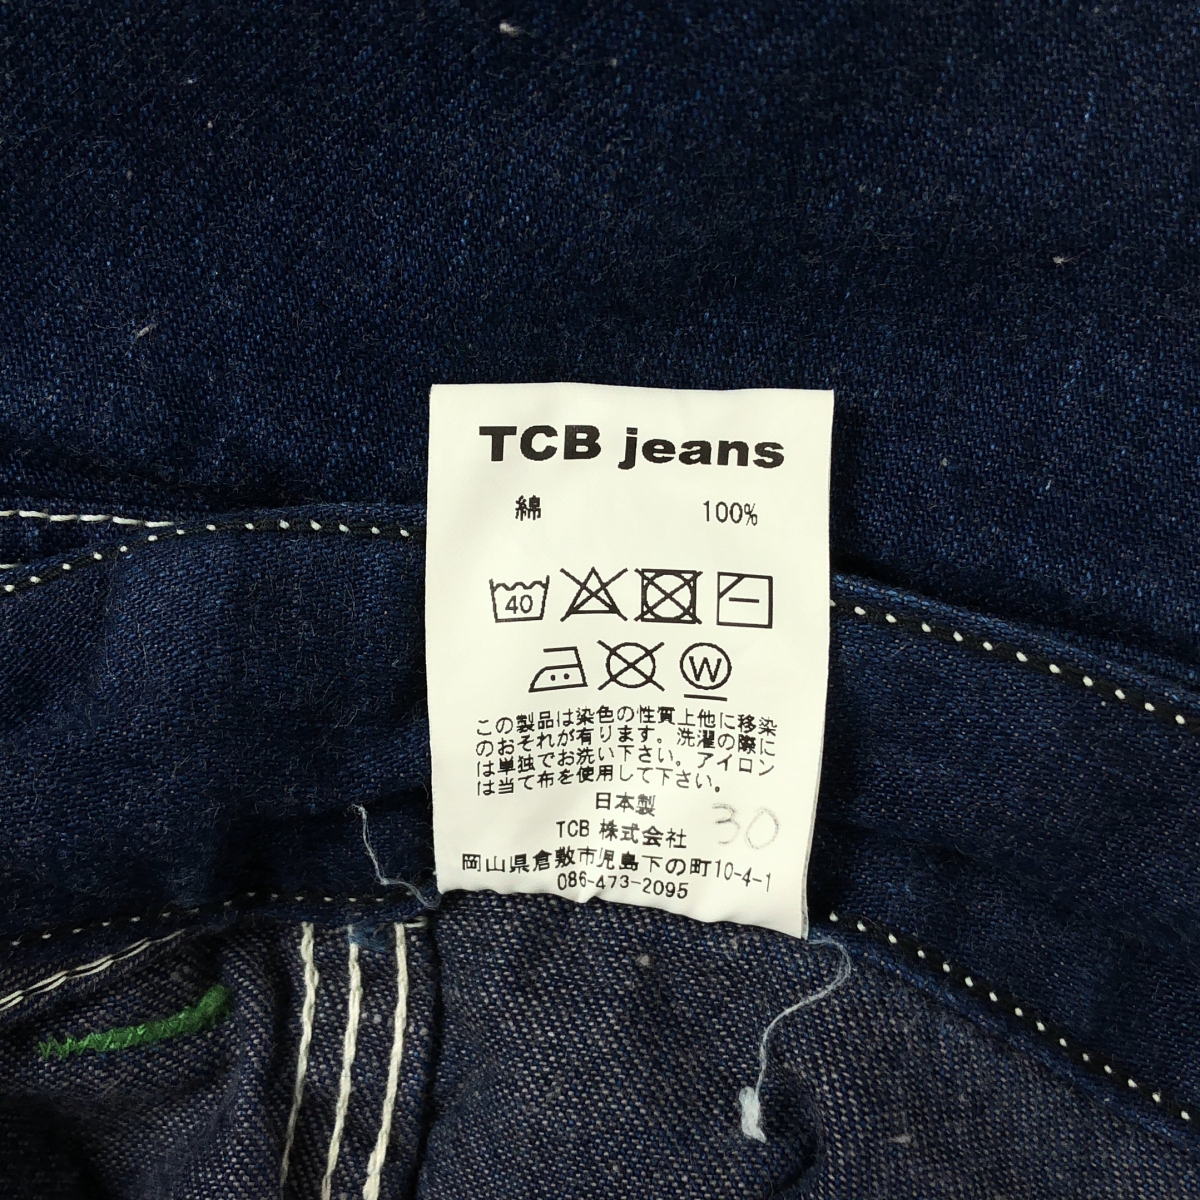 TCB jeans
綿 100%
40
W
この製品は染色の性質上他に移染
のおそれが有ります。洗濯の際に
は単独でお洗い下さい。アイロン
は当て布を使用して下さい。
日本製
30
TCB 株式会社
岡山県倉敷市児島下の町10-4-1
086-473-2095